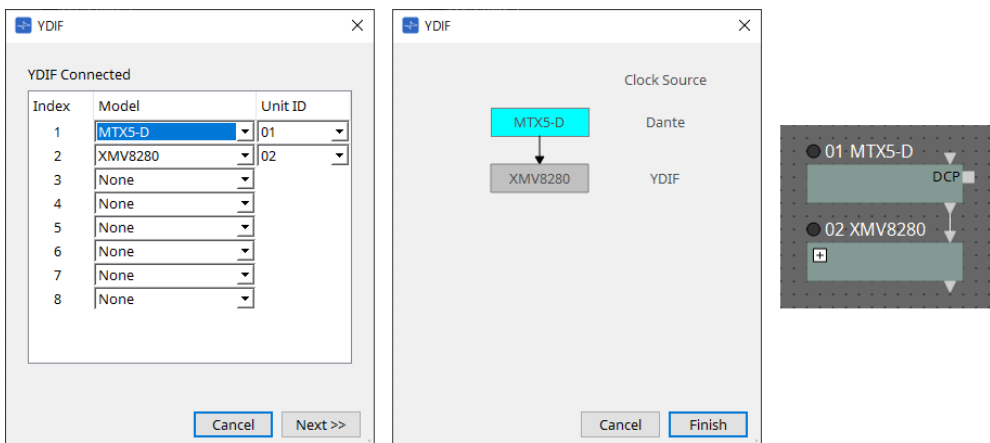 YDIF
YDIF Connected
Index Model Unit ID
1 MTX5-D 01
2 XMV8280 02
3 None
4 None
5 None
6 None
7 None
8 None
Cancel Next >>
YDIF
Clock Source
MTX5-D Dante
XMV8280 YDIF
Cancel Finish
01 MTX5-D
DCP
02 XMV8280